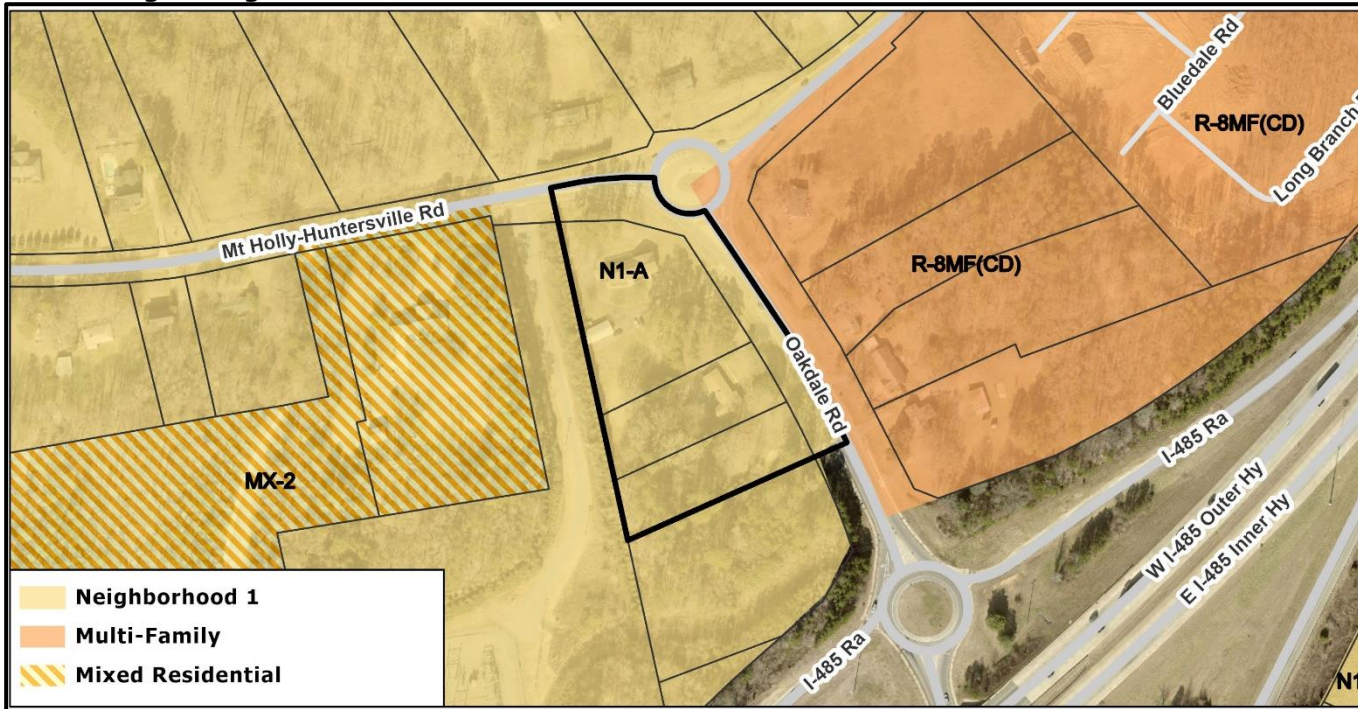 Bluedale Rd
R-8MF(CD)
Mt Holly-Huntersville Rd
N1-A
R-8MF(CD)
Oakdale Rd
MX-2
I-485 Ra
W I-485 Outer Hy
E I-485 Inner Hy
I-485 Ra
Long Branch
N1
Neighborhood 1
Multi-Family
Mixed Residential